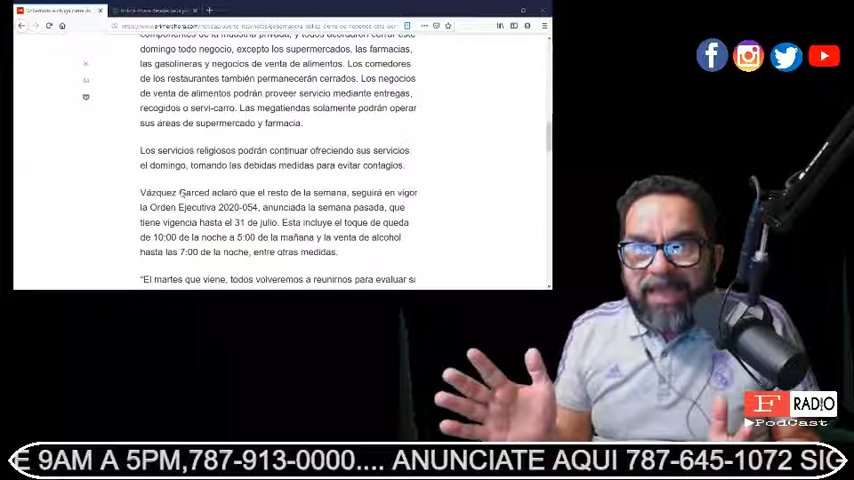 componentes de la industria privada, y todos acordaron cerrar este
domingo todo negocio, excepto los supermercados, las farmacias,
las gasolineras y negocios de venta de alimentos. Los comedores
de los restaurantes también permanecerán cerrados. Los negocios
de venta de alimentos podrán proveer servicio mediante entregas,
recogidos o servi-carro. Las megatiendas solamente podrán operar
sus áreas de supermercado y farmacia.
Los servicios religiosos podrán continuar ofreciendo sus servicios
el domingo, tomando las debidas medidas para evitar contagios.
Vázquez Garced aclaró que el resto de la semana, seguirá en vigor
la Orden Ejecutiva 2020-054, anunciada la semana pasada, que
tiene vigencia hasta el 31 de julio. Esta incluye el toque de queda
de 10:00 de la noche a 5:00 de la mañana y la venta de alcohol
hasta las 7:00 de la noche, entre otras medidas.
“El martes que viene, todos volveremos a reunirnos para evaluar si
F RADIO
PodCast
E 9AM A 5PM,787-913-0000.... ANUNCIATE AQUI 787-645-1072 SIG